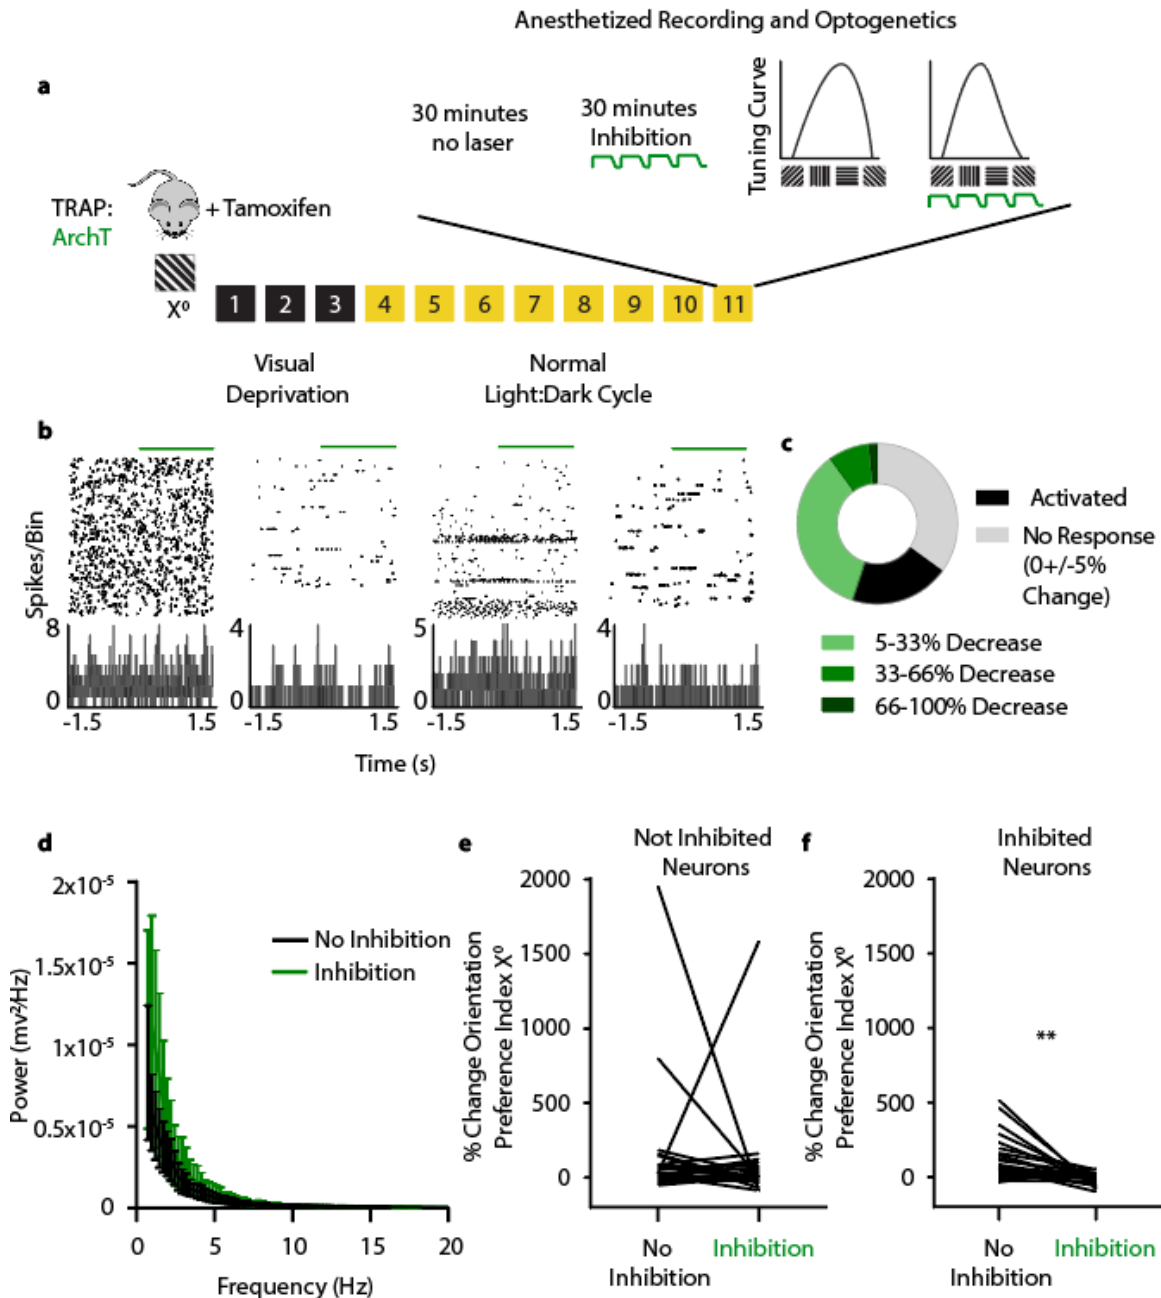 Anesthetized Recording and Optogenetics
a
30 minutes
no laser
30 minutes
Inhibition
Tuning Curve
TRAP:
ArchT
+ Tamoxifen
X⁰
1 2 3 4 5 6 7 8 9 10 11
Visual
Deprivation
Normal
Light:Dark Cycle
b
Spikes/Bin
8
0
-1.5 1.5
4
0
-1.5 1.5
5
0
-1.5 1.5
4
0
-1.5 1.5
Time (s)
c
Activated
No Response
(0+/-5%
Change)
5-33% Decrease
33-66% Decrease
66-100% Decrease
d
Power (mv²/Hz)
2x10⁻⁵
1.5x10⁻⁵
1x10⁻⁵
0.5x10⁻⁵
0
No Inhibition
Inhibition
0 5 10 15 20
Frequency (Hz)
e
Not Inhibited
Neurons
% Change Orientation
Preference Index X⁰
2000
1500
1000
500
0
No
Inhibition
Inhibition
f
Inhibited
Neurons
% Change Orientation
Preference Index X⁰
2000
1500
1000
500
0
**
No
Inhibition
Inhibition